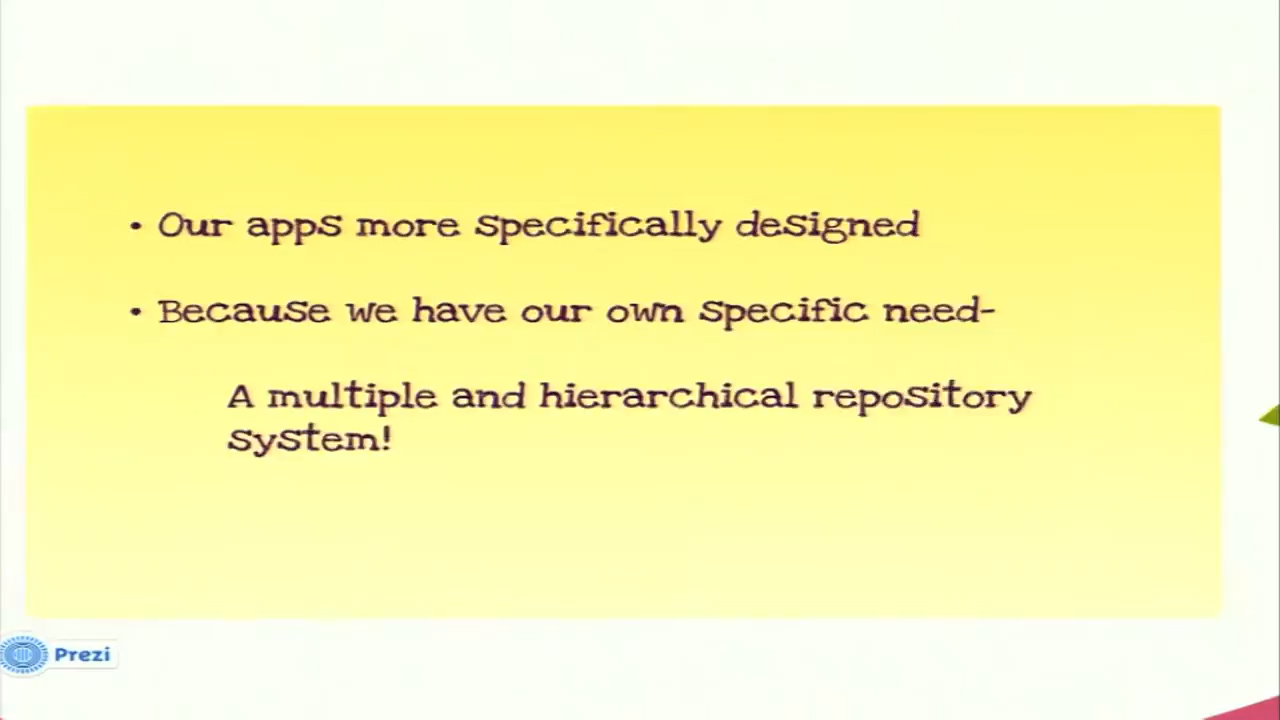 • Our apps more specifically designed
• Because we have our own specific need-
A multiple and hierarchical repository
system!
Prezi